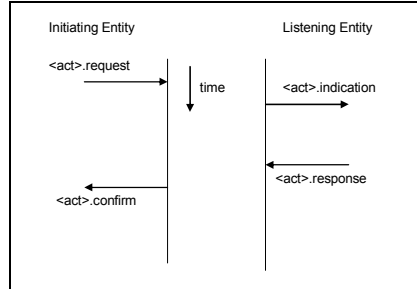 Initiating Entity
Listening Entity
<act>.request
time
<act>.indication
<act>.response
<act>.confirm